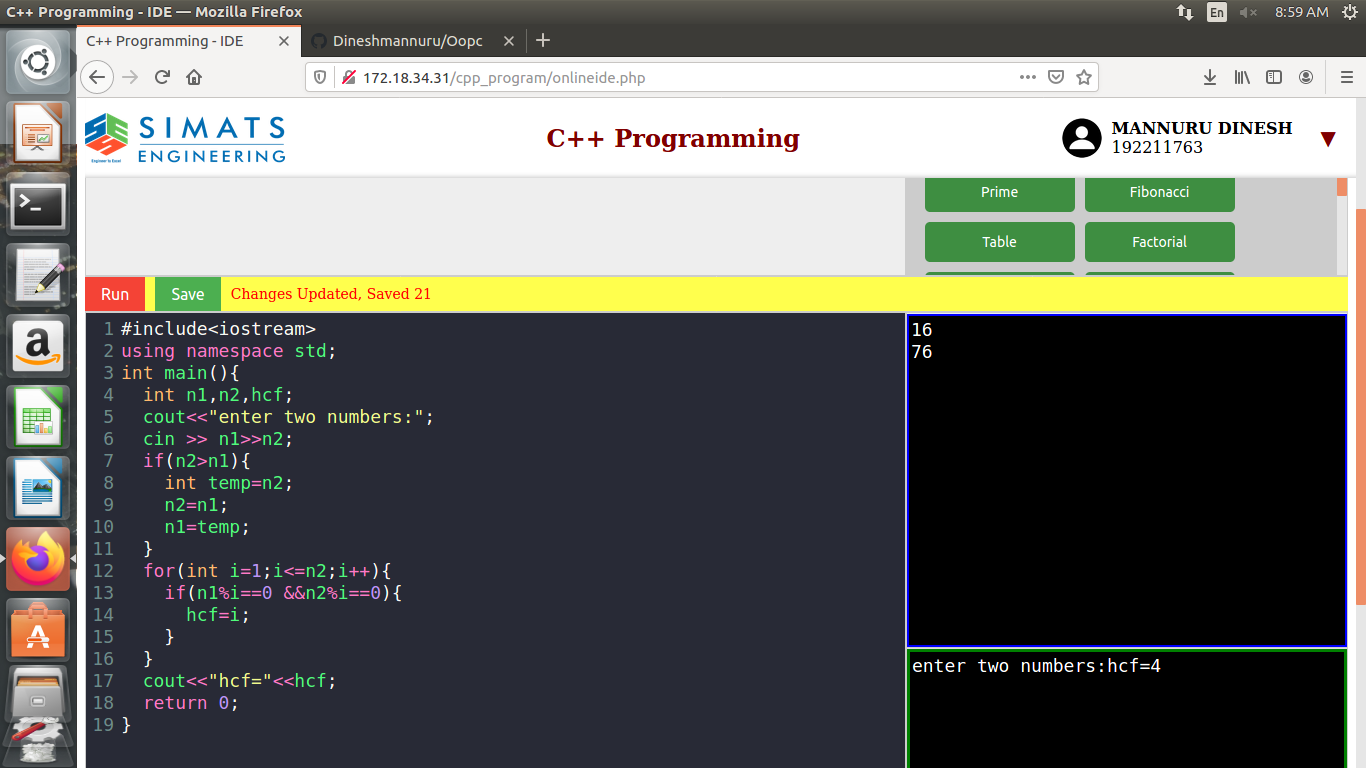 C++ Programming - IDE — Mozilla Firefox
En
8:59 AM
C++ Programming - IDE
Dineshmannuru/Oopc
172.18.34.31/cpp_program/onlineide.php
SIMATS
ENGINEERING
Engineer to Excel
C++ Programming
MANNURU DINESH
192211763
Prime
Fibonacci
Table
Factorial
Run
Save
Changes Updated, Saved 21
1 #include<iostream>
2 using namespace std;
3 int main(){
4   int n1,n2,hcf;
5   cout<<"enter two numbers:";
6   cin >> n1>>n2;
7   if(n2>n1){
8     int temp=n2;
9     n2=n1;
10     n1=temp;
11   }
12   for(int i=1;i<=n2;i++){
13     if(n1%i==0 &&n2%i==0){
14       hcf=i;
15     }
16   }
17   cout<<"hcf="<<hcf;
18   return 0;
19 }
16
76
enter two numbers:hcf=4